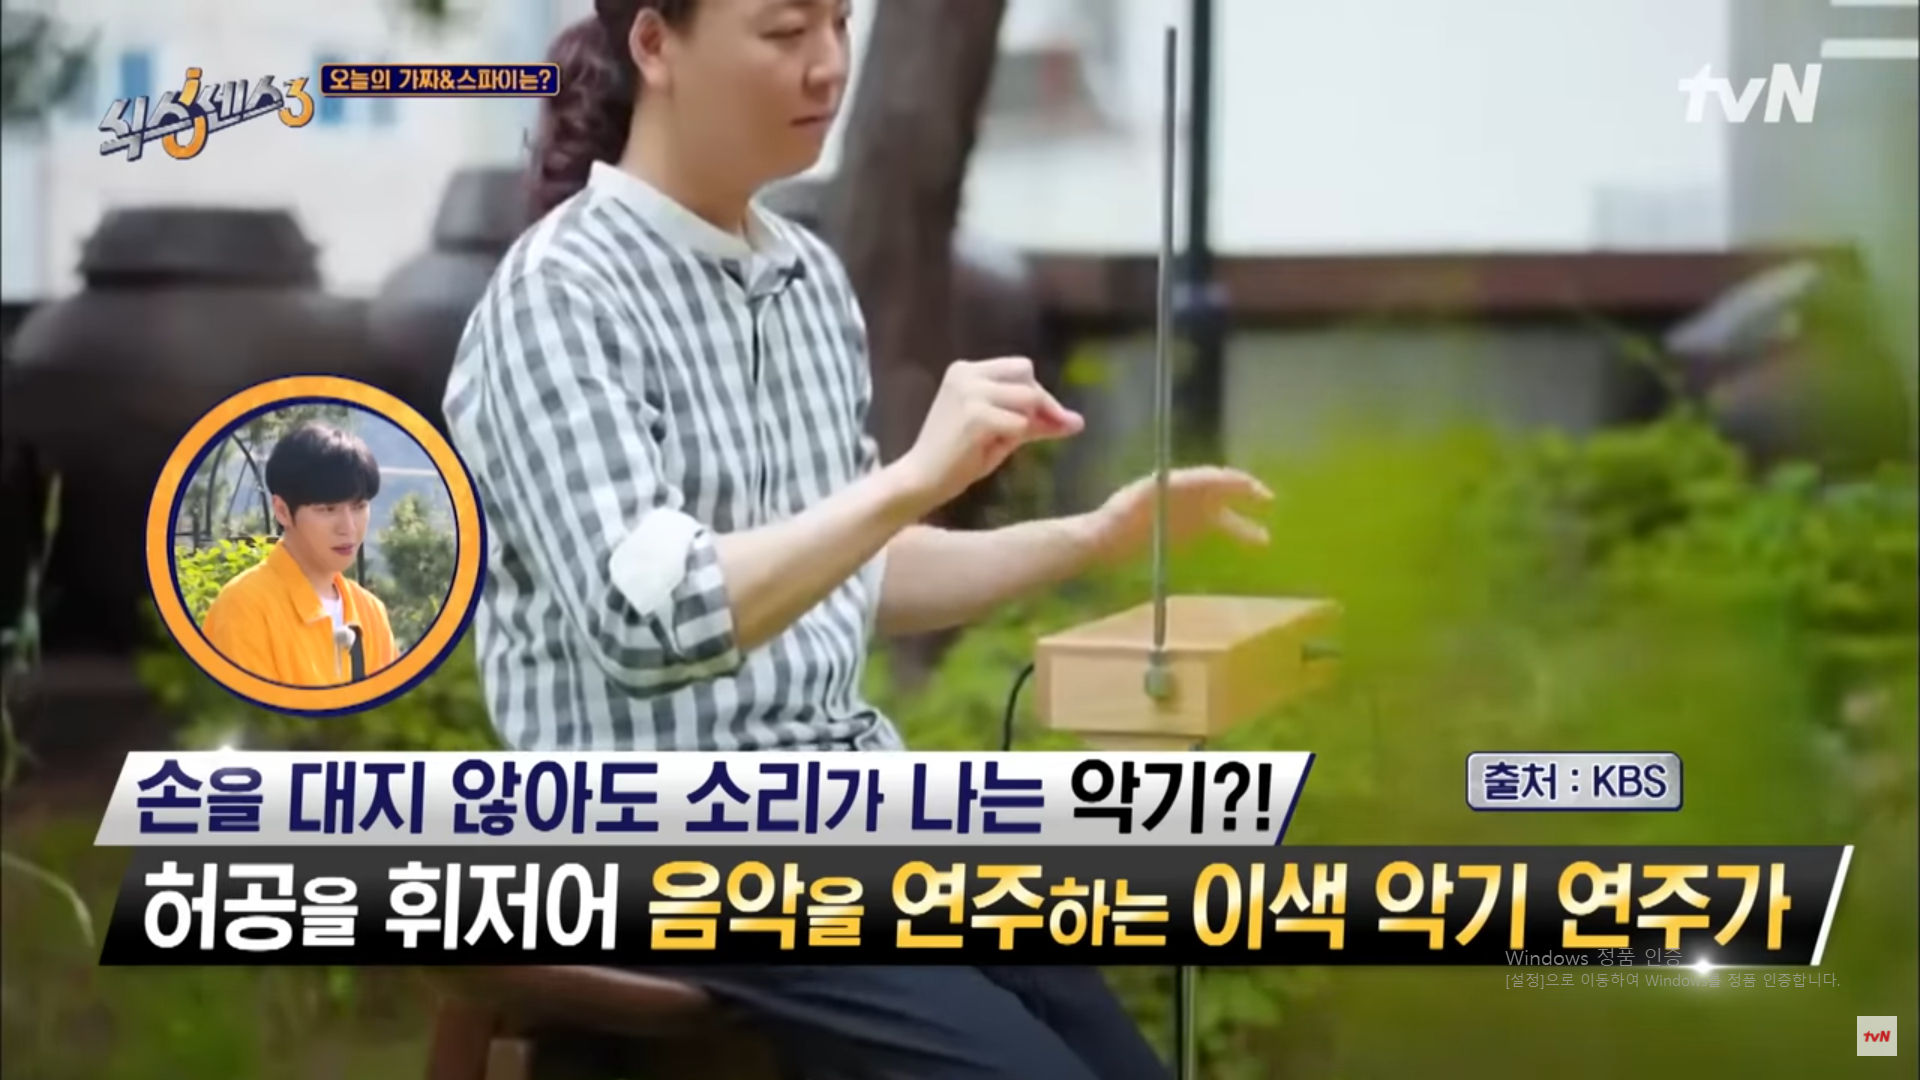 식스센스3
오늘의 가짜&스파이는?
tvN
손을 대지 않아도 소리가 나는 악기?!
출처 : KBS
허공을 휘저어 음악을 연주하는 이색 악기 연주가
Windows 정품 인증
[설정]으로 이동하여 Windows를 정품 인증합니다.
tvN